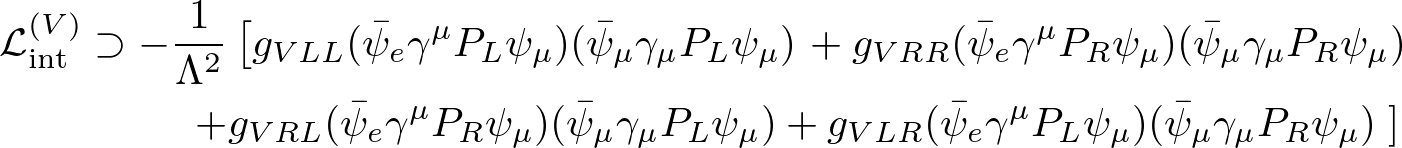 \mathcal{L}_{\rm int}^{(V)} \supset -\frac{1}{\Lambda^2} \left[ g_{VLL}(\bar{\psi}_e \gamma^\mu P_L \psi_\mu)(\bar{\psi}_\mu \gamma_\mu P_L \psi_\mu) + g_{VRR}(\bar{\psi}_e \gamma^\mu P_R \psi_\mu)(\bar{\psi}_\mu \gamma_\mu P_R \psi_\mu) \right.
\left. + g_{VRL}(\bar{\psi}_e \gamma^\mu P_R \psi_\mu)(\bar{\psi}_\mu \gamma_\mu P_L \psi_\mu) + g_{VLR}(\bar{\psi}_e \gamma^\mu P_L \psi_\mu)(\bar{\psi}_\mu \gamma_\mu P_R \psi_\mu) \right]